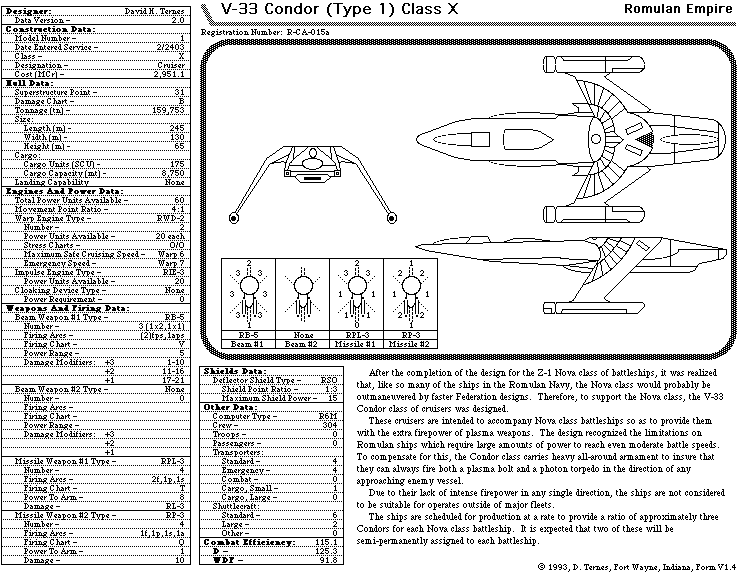 V-33 Condor (Type 1) Class X
Romulan Empire
Registration Number: R-CA-015a
Designer: David H. Ternes
Data Version - 2.0
Construction Data:
Model Number - 1
Date Entered Service - 2/2403
Class - X
Designation - Cruiser
Cost (MCr) - 2,951.1
Hull Data:
Superstructure Point - 31
Damage Chart - B
Tonnage (tn) - 159,753
Size:
Length (m) - 245
Width (m) - 130
Height (m) - 65
Cargo:
Cargo Units (SCU) - 175
Cargo Capacity (mt) - 8,750
Landing Capability None
Engines And Power Data:
Total Power Units Available - 60
Movement Point Ratio - 4:1
Warp Engine Type - RWD-2
Number - 2
Power Units Available - 20 each
Stress Charts - O/O
Maximum Safe Cruising Speed - Warp 6
Emergency Speed - Warp 7
Impulse Engine Type - RIE-3
Power Units Available - 20
Cloaking Device Type - None
Power Requirement - 0
Weapons And Firing Data:
Beam Weapon #1 Type - RB-5
Number - 3 (1x2,1x1)
Firing Arcs - (2)fps,1aps
Firing Chart - V
Power Range - 5
Damage Modifiers: +3 1-10
+2 11-16
+1 17-21
Beam Weapon #2 Type - None
Number - 0
Firing Arcs -
Firing Chart -
Power Range -
Damage Modifiers: +3
+2
+1
Missile Weapon #1 Type - RPL-3
Number - 4
Firing Arcs - 2f,1p,1s
Firing Chart - T
Power To Arm - 8
Damage - RL-3
Missile Weapon #2 Type - RP-3
Number - 4
Firing Arcs - 1f,1p,1s,1a
Firing Chart - O
Power To Arm - 1
Damage - 10
2 2 1
3 3 3 3 1 1
3 3 1 1 1 1
1 0 1
RB-5 None RPL-3 RP-3
Beam #1 Beam #2 Missile #1 Missile #2
Shields Data:
Deflector Shield Type - RSO
Shield Point Ratio - 1:3
Maximum Shield Power - 15
Other Data:
Computer Type - R6M
Crew - 304
Troops - 0
Passengers - 0
Transporters:
Standard - 4
Emergency - 4
Combat - 0
Cargo, Small - 1
Cargo, Large - 0
Shuttlecraft:
Standard - 6
Large - 2
Other - 0
Combat Efficiency: 115.1
D - 125.3
WDF - 91.8
After the completion of the design for the Z-1 Nova class of battleships, it was realized
that, like so many of the ships in the Romulan Navy, the Nova class would probably be
outmaneuvered by faster Federation designs. Therefore, to support the Nova class, the V-33
Condor class of cruisers was designed.
These cruisers are intended to accompany Nova class battleships so as to provide them
with the extra firepower of plasma weapons. The design recognized the limitations on
Romulan ships which require large amounts of power to reach even moderate battle speeds.
To compensate for this, the Condor class carries heavy all-around armament to insure that
they can always fire both a plasma bolt and a photon torpedo in the direction of any
approaching enemy vessel.
Due to their lack of intense firepower in any single direction, the ships are not considered
to be suitable for operates outside of major fleets.
The ships are scheduled for production at a rate to provide a ratio of approximately three
Condors for each Nova class battleship. It is expected that two of these will be
semi-permanently assigned to each battleship.
© 1993, D. Ternes, Fort Wayne, Indiana, Form V1.4